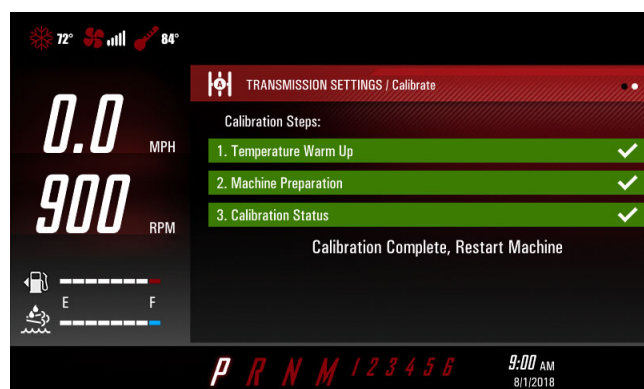 72° 84°
TRANSMISSION SETTINGS / Calibrate
Calibration Steps:
1. Temperature Warm Up
2. Machine Preparation
3. Calibration Status
Calibration Complete, Restart Machine
0.0 MPH
900 RPM
E F
P R N M 1 2 3 4 5 6
9:00 AM
8/1/2018